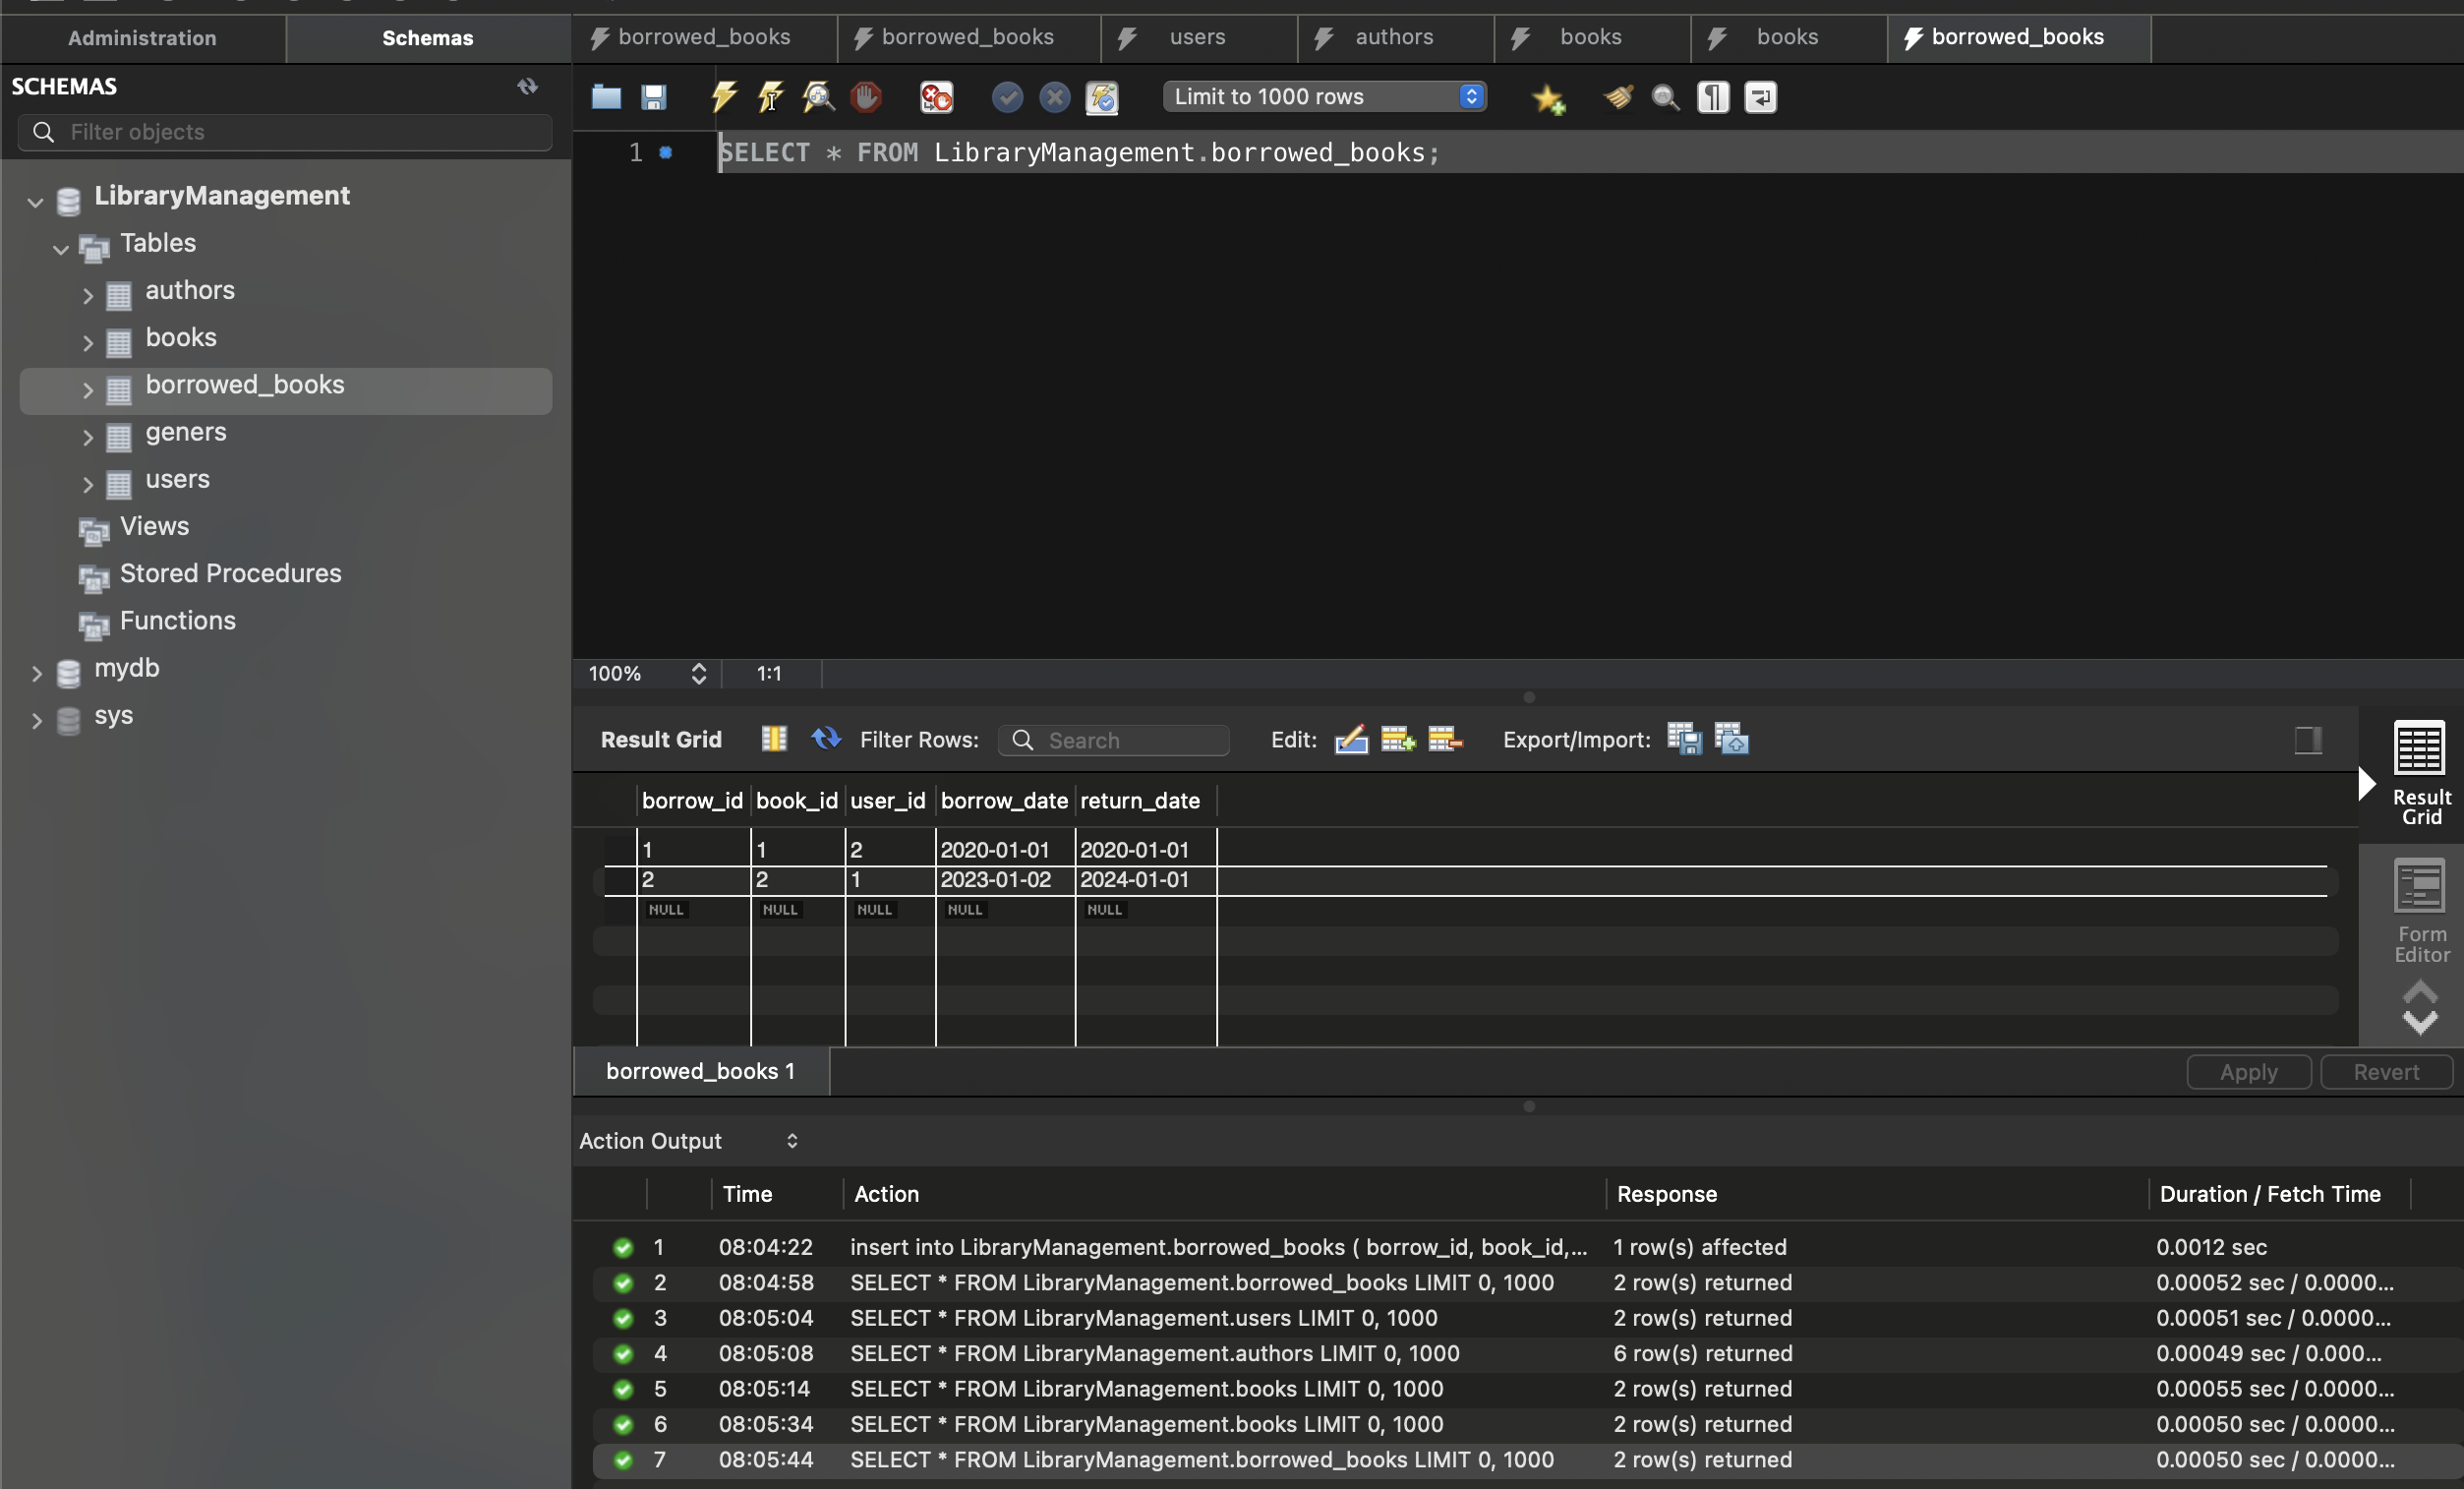 Administration
Schemas
borrowed_books
borrowed_books
users
authors
books
books
borrowed_books
SCHEMAS
Filter objects
LibraryManagement
Tables
authors
books
borrowed_books
geners
users
Views
Stored Procedures
Functions
mydb
sys
Limit to 1000 rows
1 SELECT * FROM LibraryManagement.borrowed_books;
100% 1:1
Result Grid Filter Rows: Search Edit: Export/Import:
borrow_id book_id user_id borrow_date return_date
1 1 2 2020-01-01 2020-01-01
2 2 1 2023-01-02 2024-01-01
NULL NULL NULL NULL NULL
Result
Grid
Form
Editor
borrowed_books 1
Apply Revert
Action Output
Time Action Response Duration / Fetch Time
1 08:04:22 insert into LibraryManagement.borrowed_books ( borrow_id, book_id,... 1 row(s) affected 0.0012 sec
2 08:04:58 SELECT * FROM LibraryManagement.borrowed_books LIMIT 0, 1000 2 row(s) returned 0.00052 sec / 0.0000...
3 08:05:04 SELECT * FROM LibraryManagement.users LIMIT 0, 1000 2 row(s) returned 0.00051 sec / 0.0000...
4 08:05:08 SELECT * FROM LibraryManagement.authors LIMIT 0, 1000 6 row(s) returned 0.00049 sec / 0.000...
5 08:05:14 SELECT * FROM LibraryManagement.books LIMIT 0, 1000 2 row(s) returned 0.00055 sec / 0.0000...
6 08:05:34 SELECT * FROM LibraryManagement.books LIMIT 0, 1000 2 row(s) returned 0.00050 sec / 0.0000...
7 08:05:44 SELECT * FROM LibraryManagement.borrowed_books LIMIT 0, 1000 2 row(s) returned 0.00050 sec / 0.0000...